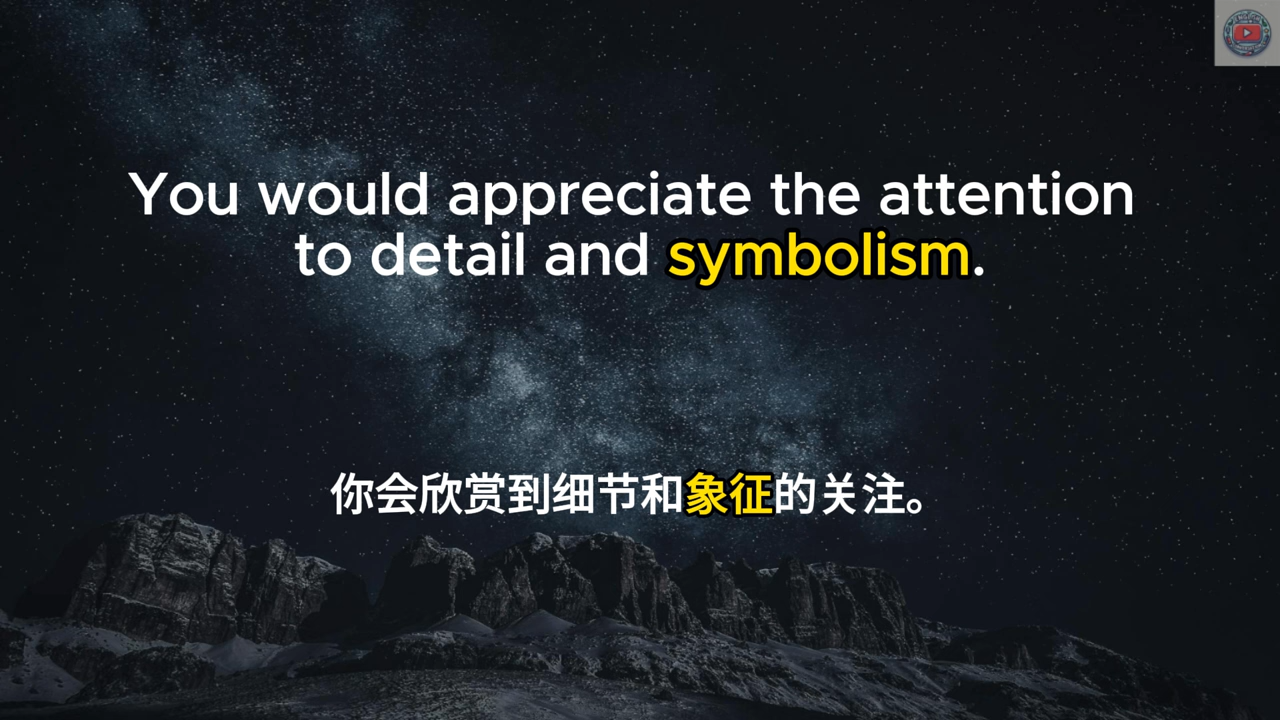 You would appreciate the attention
to detail and symbolism.
你会欣赏到细节和象征的关注。